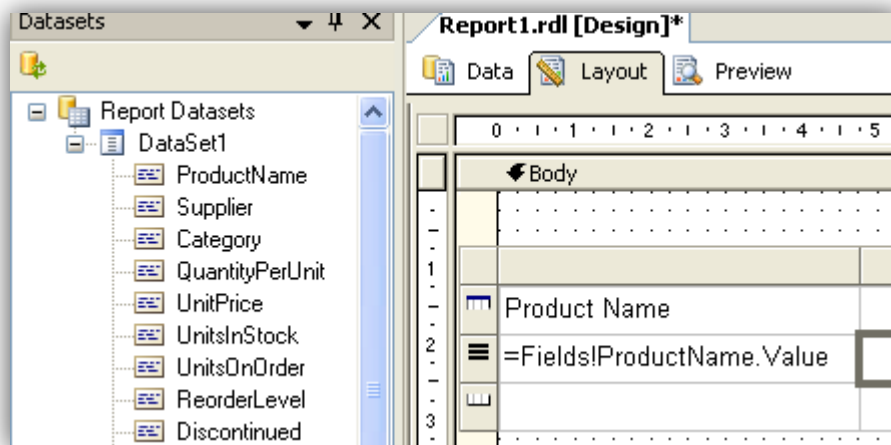 Datasets
Report1.rdl [Design]*
Data Layout Preview
Report Datasets
DataSet1
ProductName
Supplier
Category
QuantityPerUnit
UnitPrice
UnitsInStock
UnitsOnOrder
ReorderLevel
Discontinued
0 1 2 3 4 5
Body
1
2
3
Product Name
=Fields!ProductName.Value